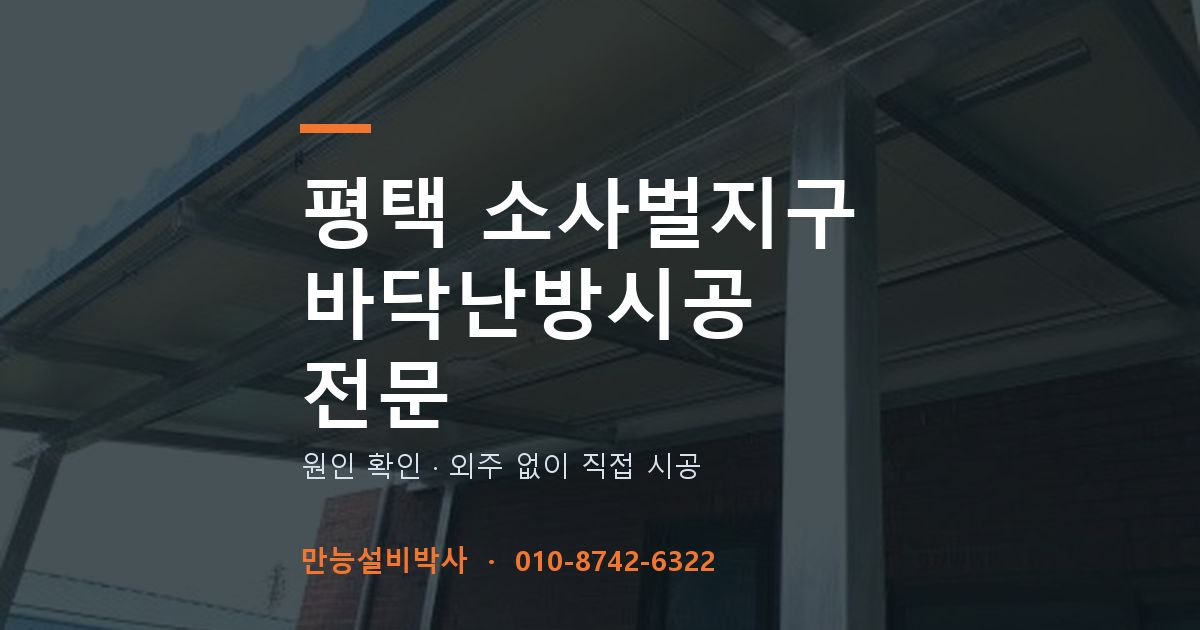 평택 소사벌지구
바닥난방시공
전문
원인 확인 · 외주 없이 직접 시공
만능설비박사 · 010-8742-6322